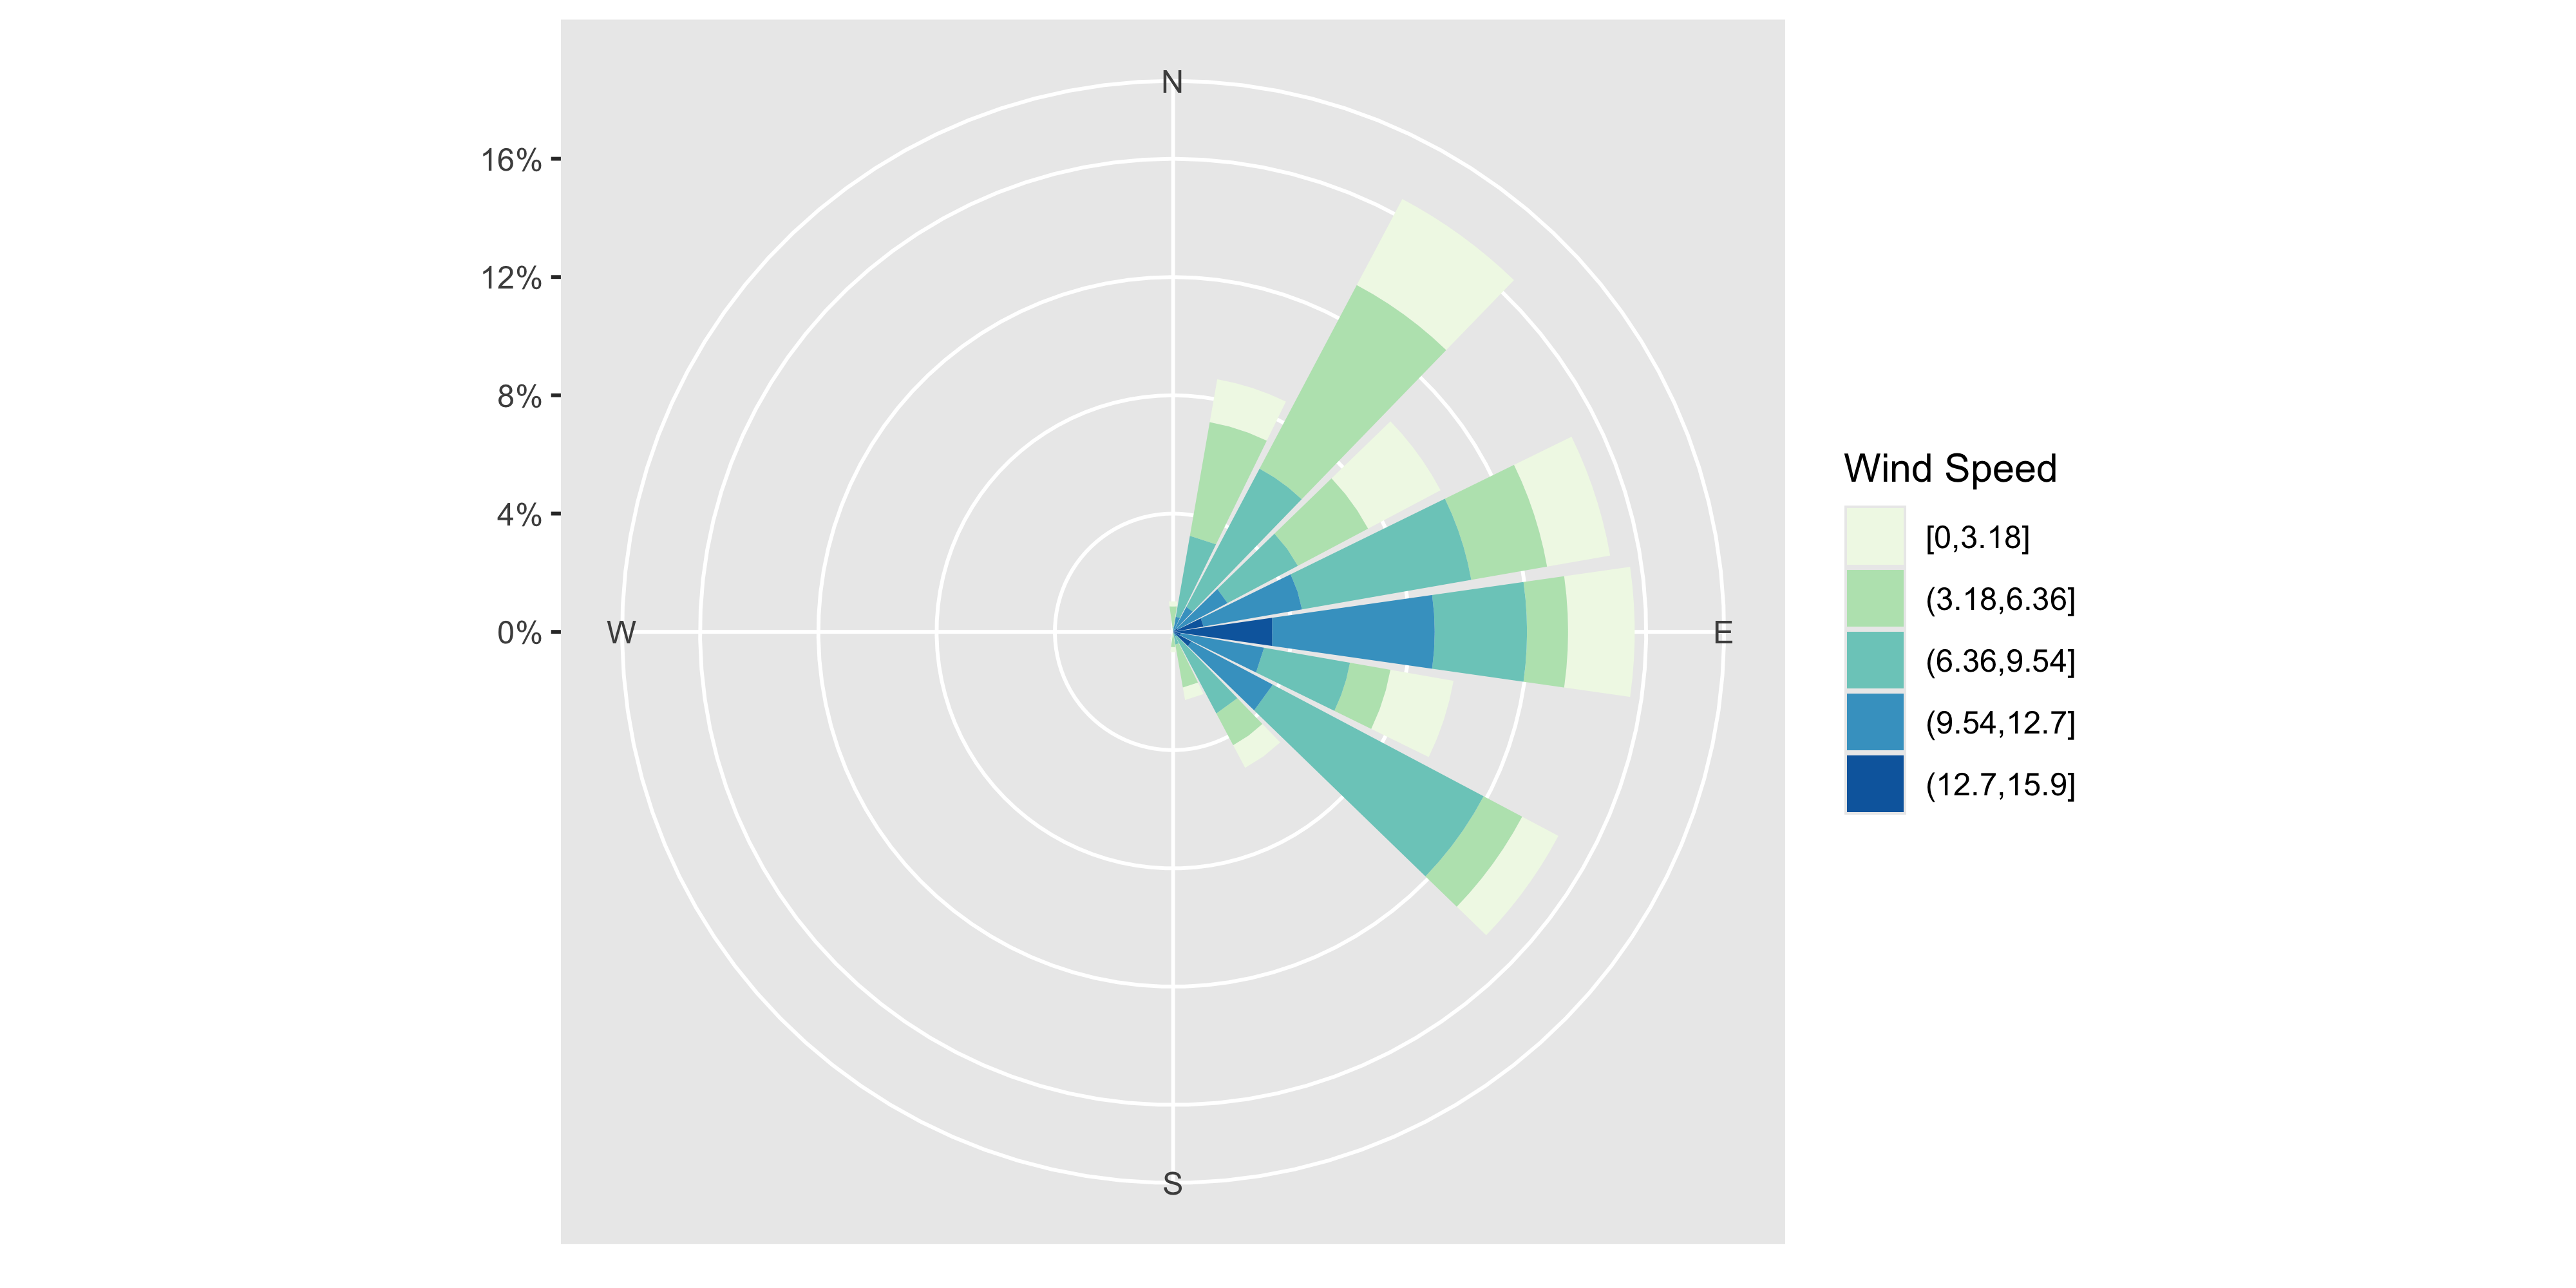 N
16%
12%
8%
4%
0%
W
E
S
Wind Speed
[0,3.18]
(3.18,6.36]
(6.36,9.54]
(9.54,12.7]
(12.7,15.9]